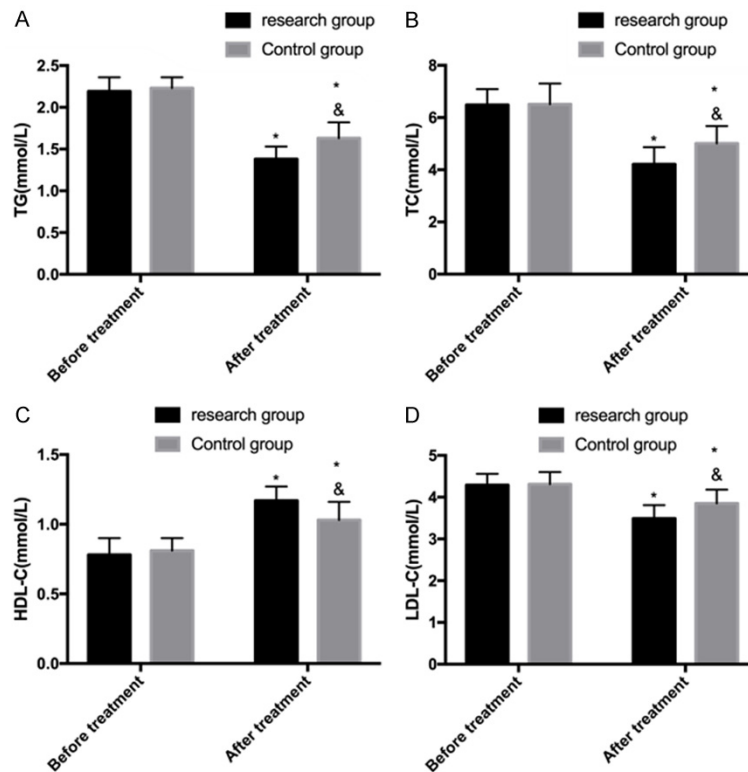 A
research group
Control group
TG(mmol/L)
2.5
2.0
1.5
1.0
0.5
0.0
*
*
&
Before treatment
After treatment
B
research group
Control group
TC(mmol/L)
8
6
4
2
0
*
*
&
Before treatment
After treatment
C
research group
Control group
HDL-C(mmol/L)
1.5
1.0
0.5
0.0
*
*
&
Before treatment
After treatment
D
research group
Control group
LDL-C(mmol/L)
5
4
3
2
1
0
*
*
&
Before treatment
After treatment